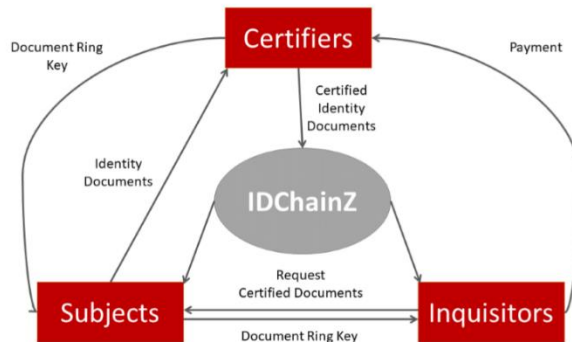 Certifiers
Document Ring
Key
Payment
Certified
Identity
Documents
Identity
Documents
IDChainZ
Request
Certified Documents
Subjects
Inquisitors
Document Ring Key